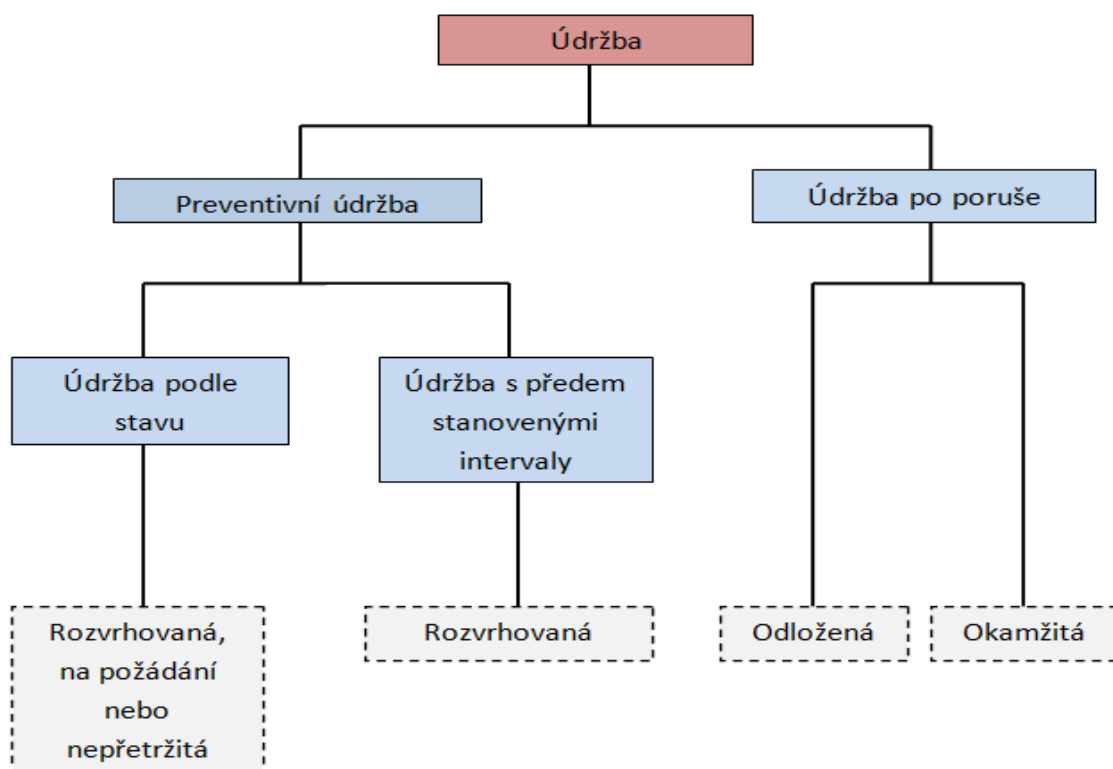 Údržba
Preventivní údržba
Údržba po poruše
Údržba podle
stavu
Údržba s předem
stanovenými
intervaly
Rozvrhovaná,
na požádání
nebo
nepřetržitá
Rozvrhovaná
Odložená
Okamžitá